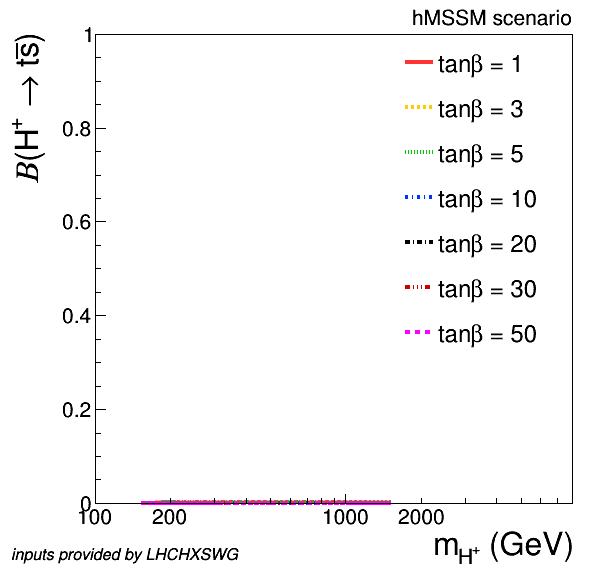 hMSSM scenario
B(H⁺ → ts̅)
1
0.8
0.6
0.4
0.2
0
tanβ = 1
tanβ = 3
tanβ = 5
tanβ = 10
tanβ = 20
tanβ = 30
tanβ = 50
100 200 1000 2000
m_H⁺ (GeV)
inputs provided by LHCHXSWG